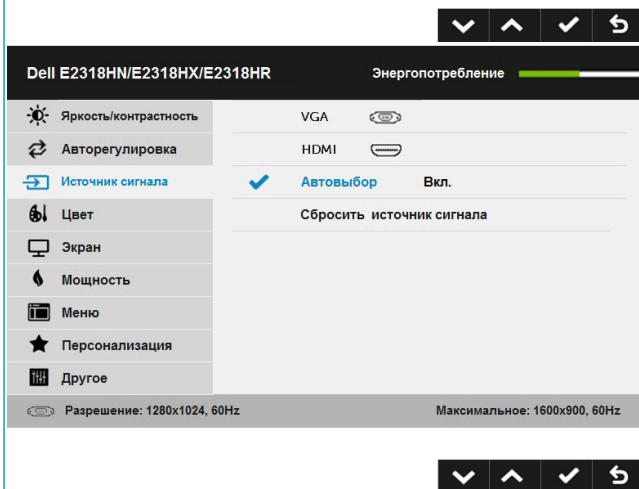 Dell E2318HN/E2318HX/E2318HR
Энергопотребление
Яркость/контрастность
VGA
Авторегулировка
HDMI
Источник сигнала
Автовыбор
Вкл.
Цвет
Сбросить источник сигнала
Экран
Мощность
Меню
Персонализация
Другое
Разрешение: 1280x1024, 60Hz
Максимальное: 1600x900, 60Hz